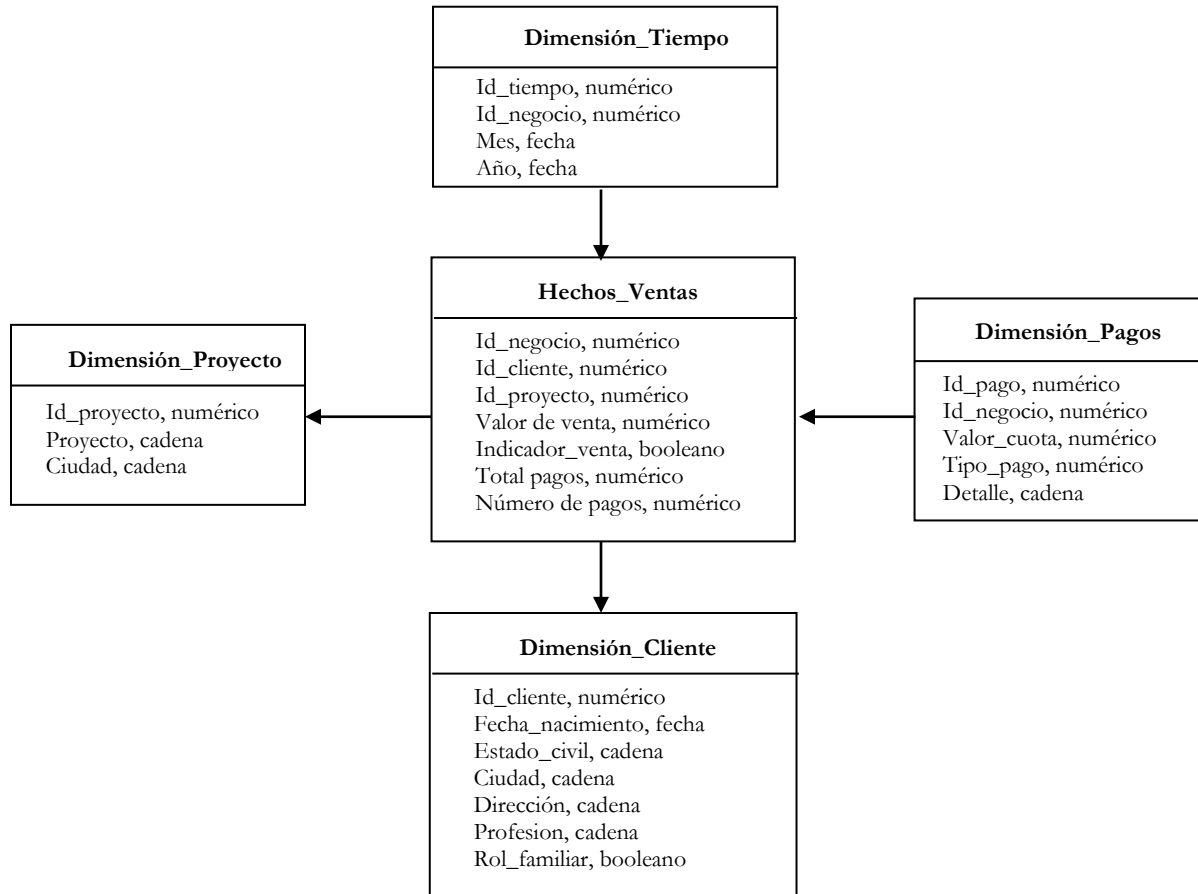 Dimensión_Tiempo
Id_tiempo, numérico
Id_negocio, numérico
Mes, fecha
Año, fecha
Hechos_Ventas
Id_negocio, numérico
Id_cliente, numérico
Id_proyecto, numérico
Valor de venta, numérico
Indicador_venta, booleano
Total pagos, numérico
Número de pagos, numérico
Dimensión_Proyecto
Id_proyecto, numérico
Proyecto, cadena
Ciudad, cadena
Dimensión_Pagos
Id_pago, numérico
Id_negocio, numérico
Valor_cuota, numérico
Tipo_pago, numérico
Detalle, cadena
Dimensión_Cliente
Id_cliente, numérico
Fecha_nacimiento, fecha
Estado_civil, cadena
Ciudad, cadena
Dirección, cadena
Profesion, cadena
Rol_familiar, booleano